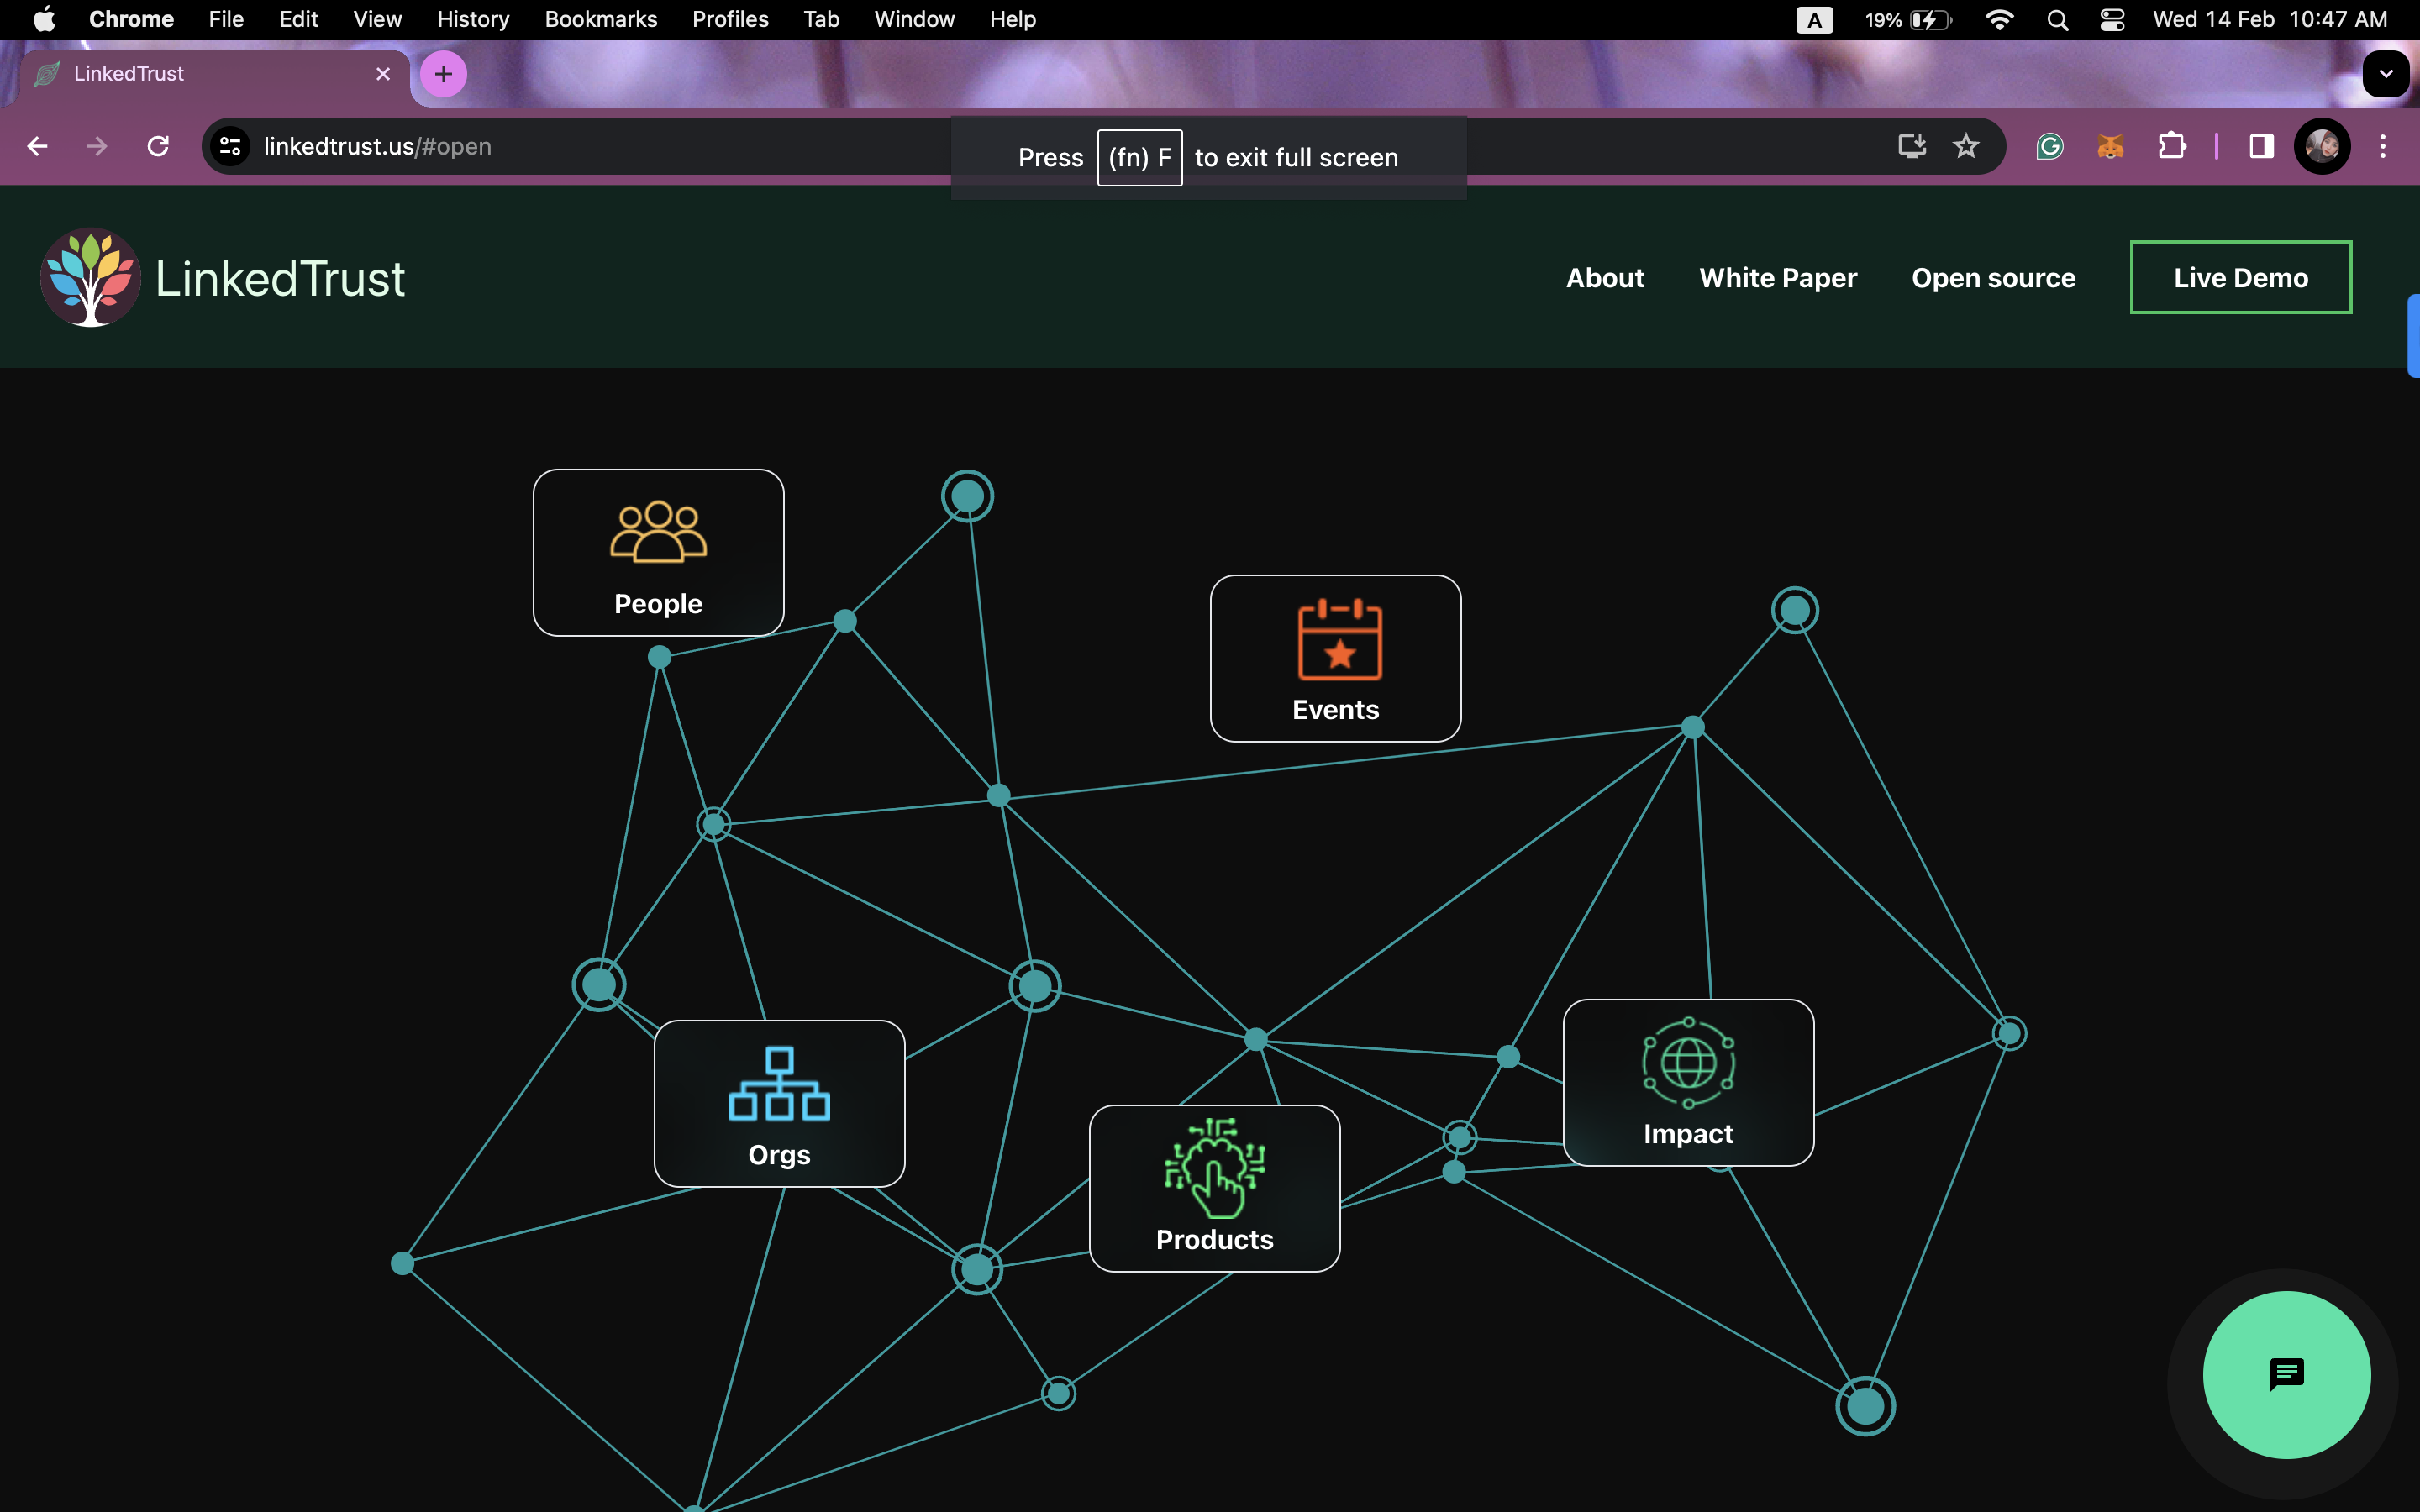 Chrome File Edit View History Bookmarks Profiles Tab Window Help A 19% Wed 14 Feb 10:47 AM
LinkedTrust
linkedtrust.us/#open
Press (fn) F to exit full screen
LinkedTrust
About White Paper Open source Live Demo
People
Events
Orgs
Impact
Products